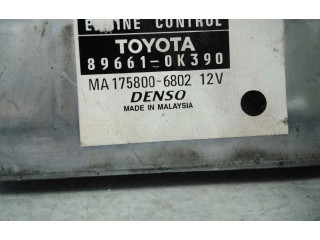 ENGINE CONTROL
TOYOTA
89661-0K390
MA175800-6802 12V
DENSO
MADE IN MALAYSIA